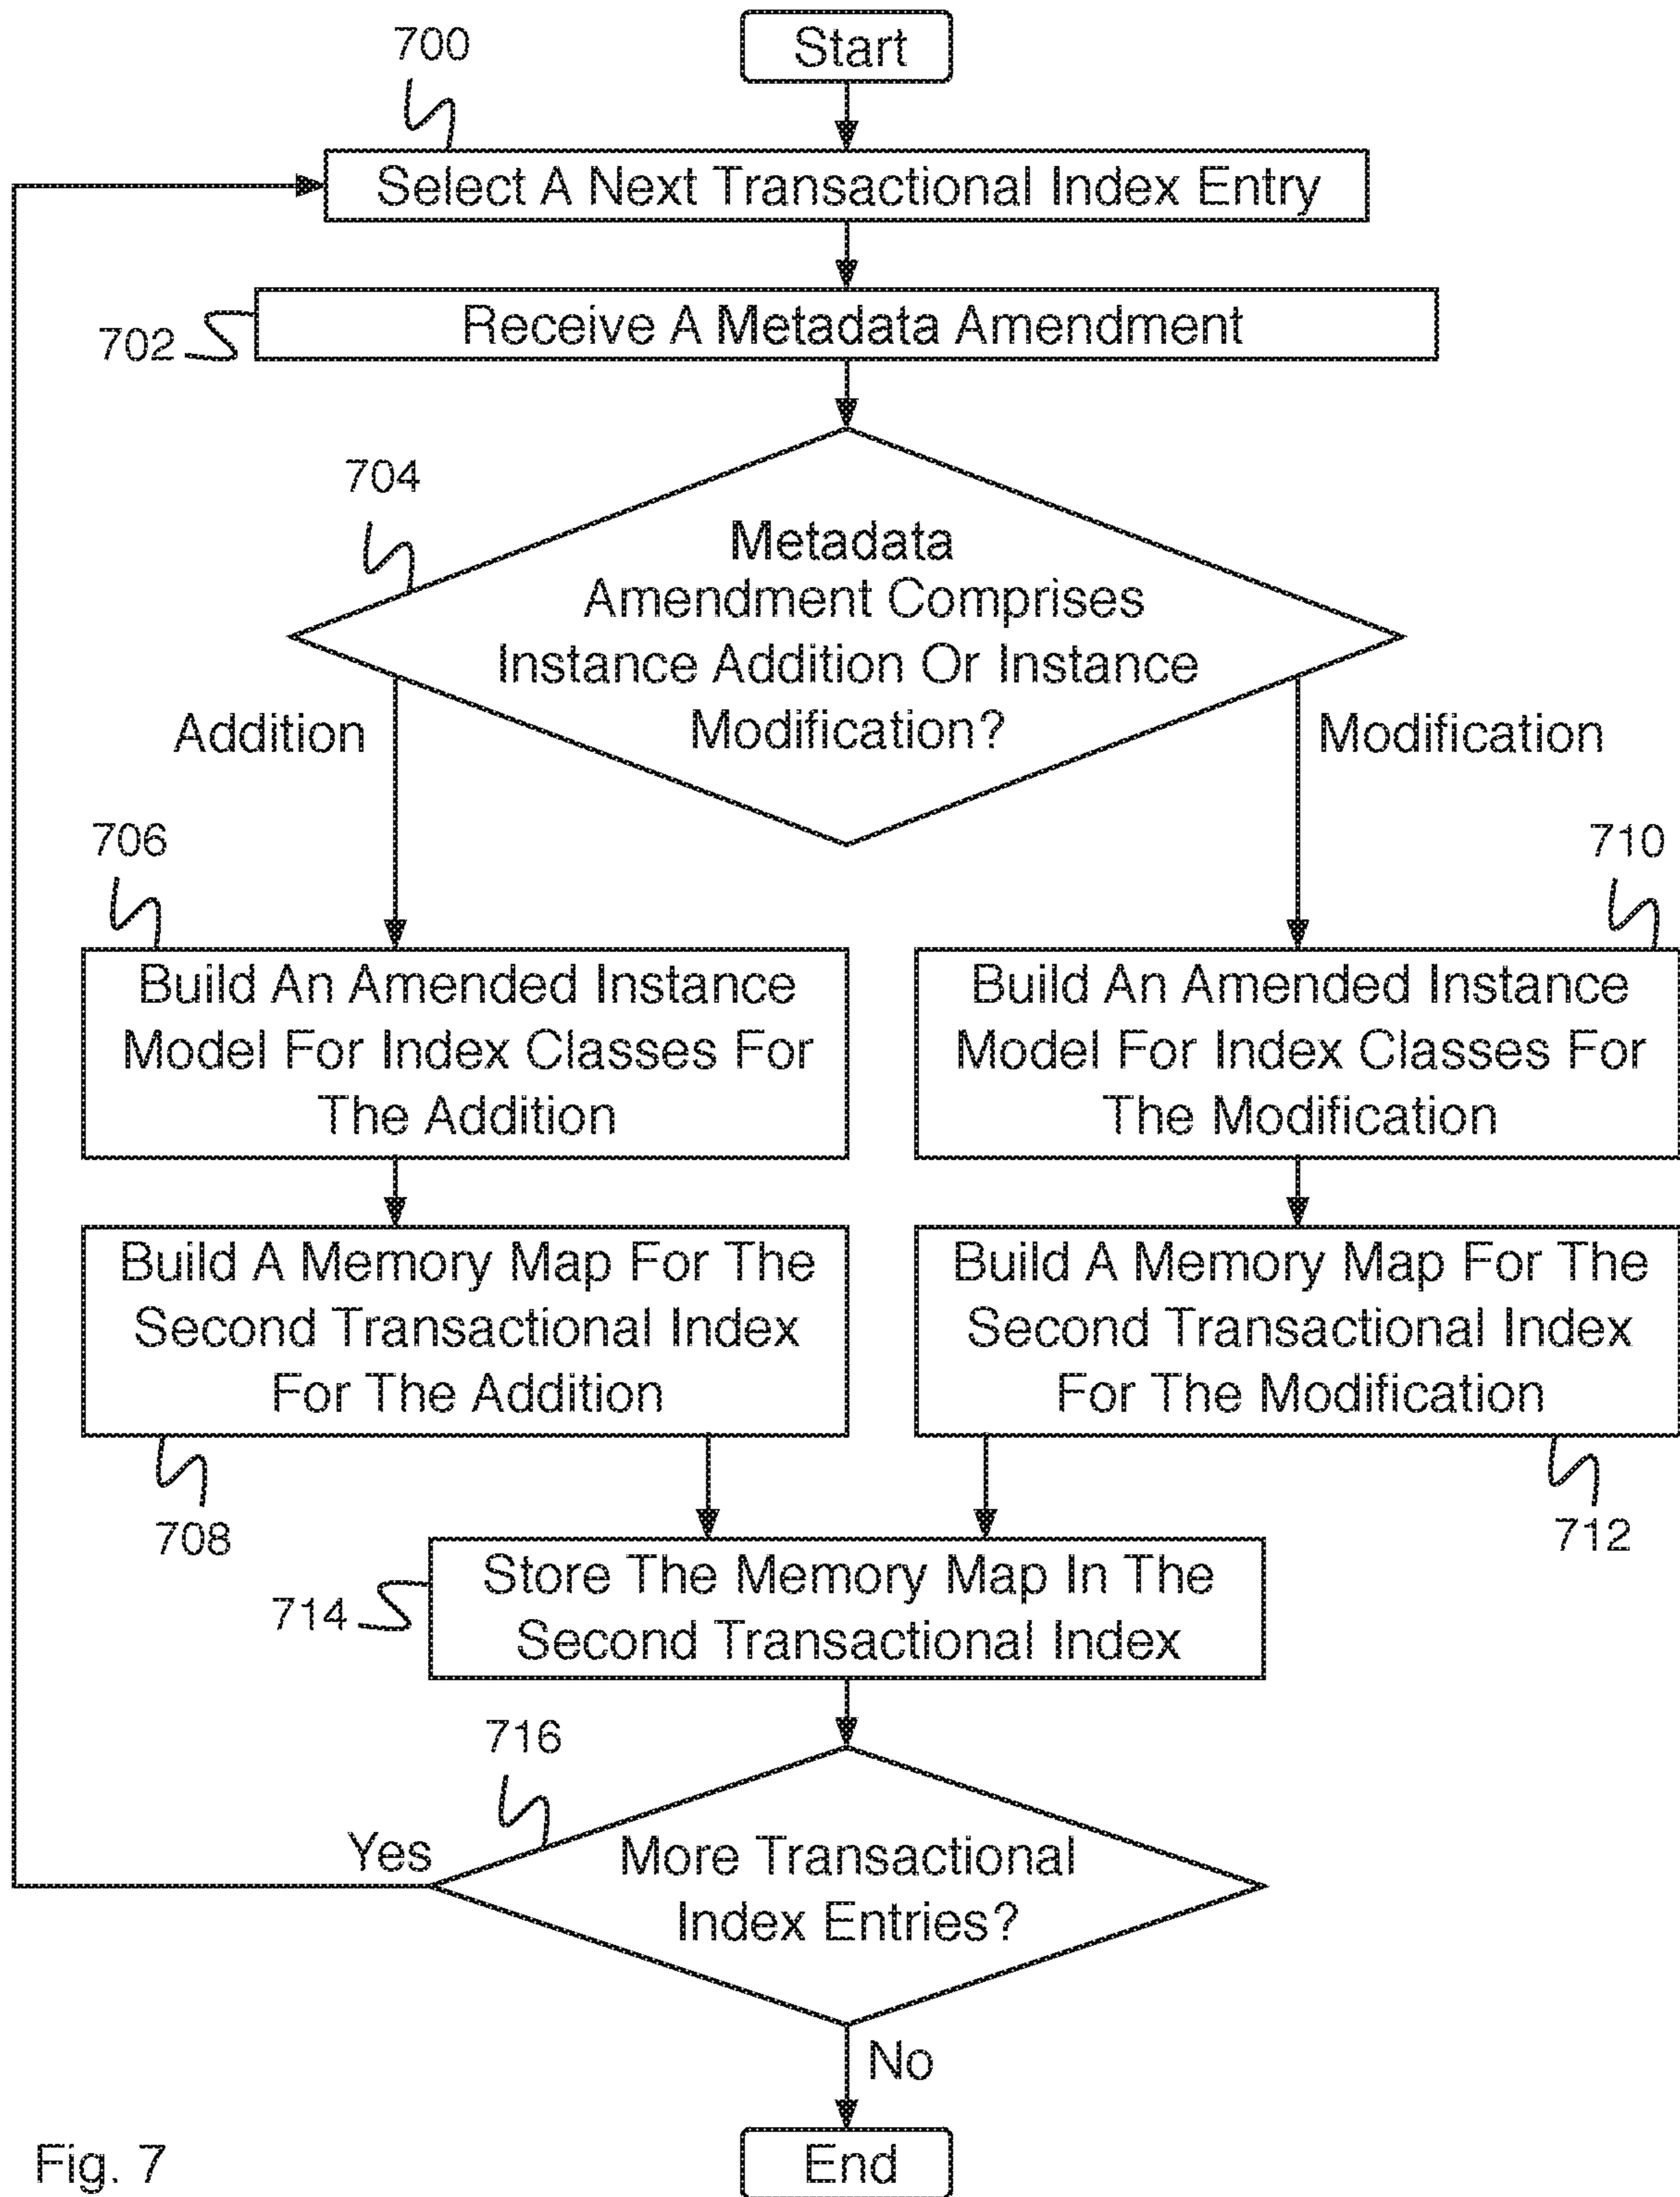 Start
700
Select A Next Transactional Index Entry
702
Receive A Metadata Amendment
704
Metadata
Amendment Comprises
Instance Addition Or Instance
Modification?
Addition
Modification
706
Build An Amended Instance
Model For Index Classes For
The Addition
710
Build An Amended Instance
Model For Index Classes For
The Modification
Build A Memory Map For The
Second Transactional Index
For The Addition
708
Build A Memory Map For The
Second Transactional Index
For The Modification
712
714
Store The Memory Map In The
Second Transactional Index
716
More Transactional
Index Entries?
Yes
No
End
Fig. 7